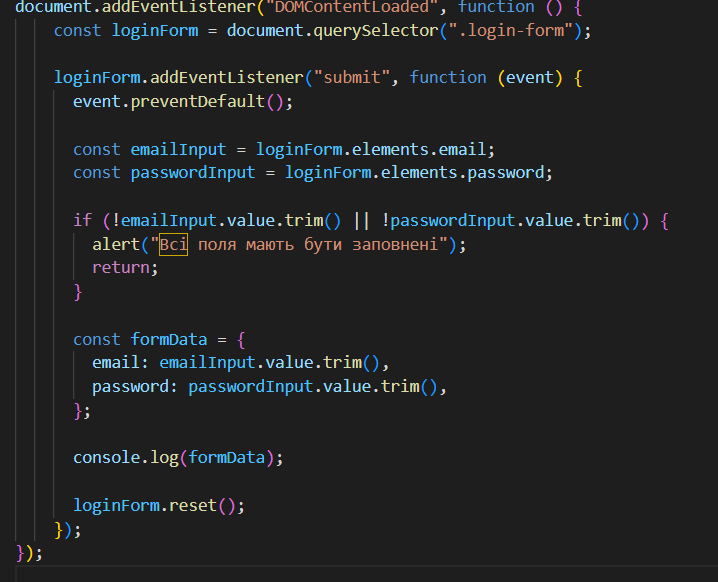 document.addEventListener("DOMContentLoaded", function () {
const loginForm = document.querySelector(".login-form");
loginForm.addEventListener("submit", function (event) {
event.preventDefault();
const emailInput = loginForm.elements.email;
const passwordInput = loginForm.elements.password;
if (!emailInput.value.trim() || !passwordInput.value.trim()) {
alert("Всі поля мають бути заповнені");
return;
}
const formData = {
email: emailInput.value.trim(),
password: passwordInput.value.trim(),
};
console.log(formData);
loginForm.reset();
});
});